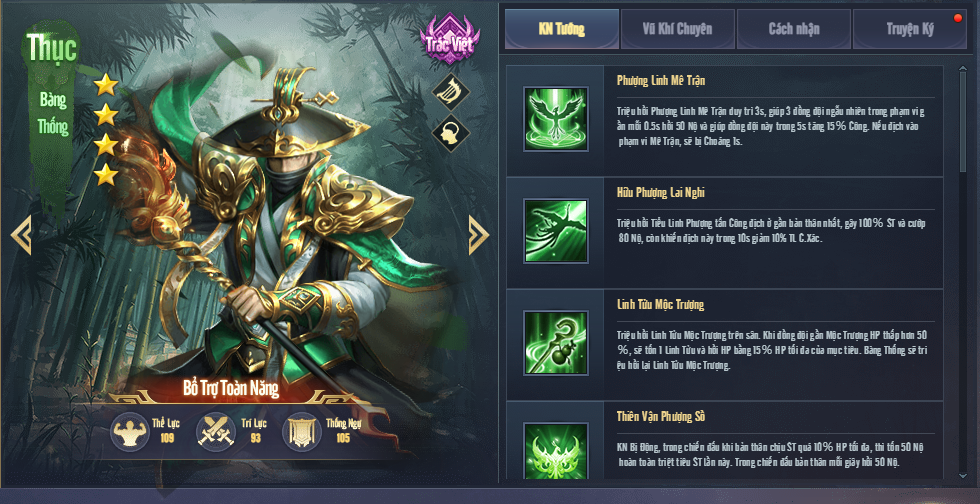 Thục
Bàng
Thống
Trác Việt
Bổ Trợ Toàn Năng
Thể Lực
109
Trí Lực
93
Thống Ngự
105
KN Tướng
Vũ Khí Chuyên
Cách nhận
Truyện Ký
Phượng Linh Mê Trận
Triệu hồi Phượng Linh Mê Trận duy trì 3s, giúp 3 đồng đội ngẫu nhiên trong phạm vi g
ần mỗi 0.5s hồi 50 Nộ và giúp đồng đội này trong 5s tăng 15% Công. Nếu địch vào
phạm vi Mê Trận, sẽ bị Choáng 1s.
Hữu Phượng Lai Nghi
Triệu hồi Tiểu Linh Phượng tấn Công địch ở gần bản thân nhất, gây 100% ST và cướp
80 Nộ, còn khiến địch này trong 10s giảm 10% TL C.Xác.
Linh Tửu Mộc Trượng
Triệu hồi Linh Tửu Mộc Trượng trên sân. Khi đồng đội gần Mộc Trượng HP thấp hơn 50
%, sẽ tốn 1 Linh Tửu và hồi HP bằng 15% HP tối đa của mục tiêu. Bàng Thống sẽ tri
ệu hồi Lại Linh Tửu Mộc Trượng.
Thiên Vận Phượng Sồ
KN Bị Động, trong chiến đấu khi bản thân chịu ST quá 10% HP tối đa, thì tốn 50 Nộ
hoàn toàn triệt tiêu ST lần này. Trong chiến đấu bản thân mỗi giây hồi 50 Nộ.